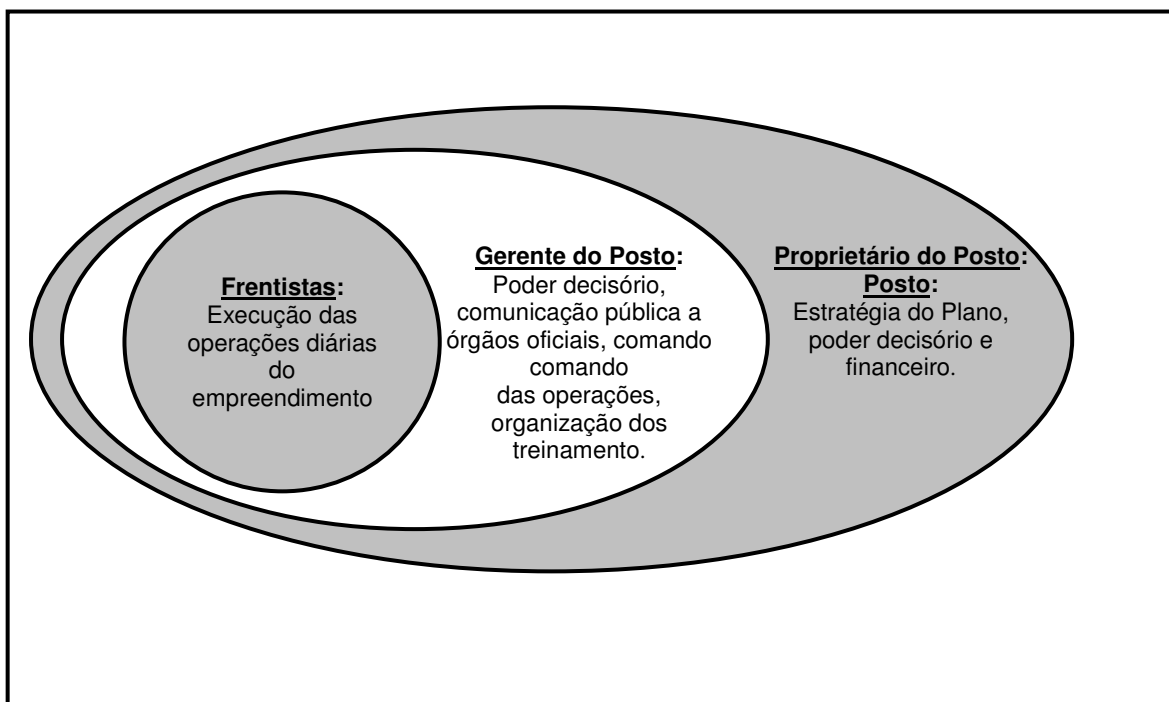 Frentistas:
Execução das
operações diárias
do
empreendimento
Gerente do Posto:
Poder decisório,
comunicação pública a
órgãos oficiais, comando
comando
das operações,
organização dos
treinamento.
Proprietário do Posto:
Posto:
Estratégia do Plano,
poder decisório e
financeiro.